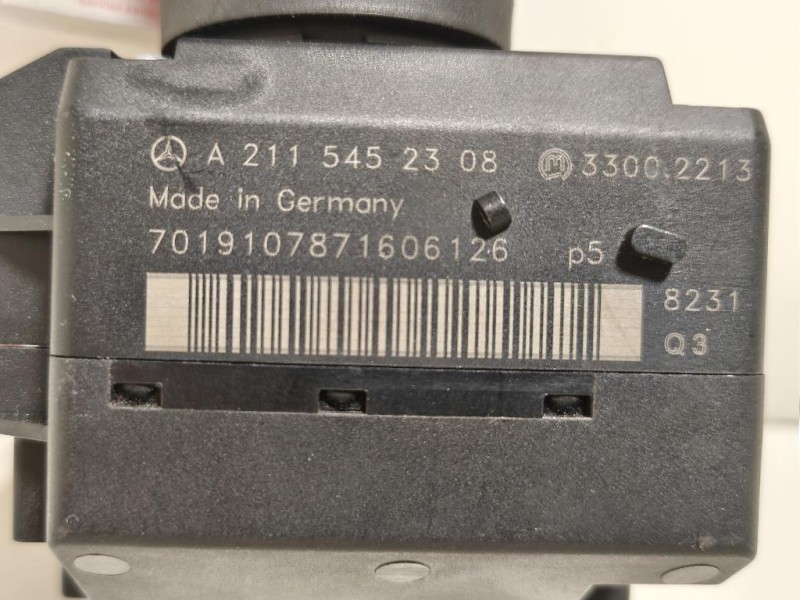 A 211 545 23 08 M 3300.2213
Made in Germany
7019107871606126 p5
8231
Q3